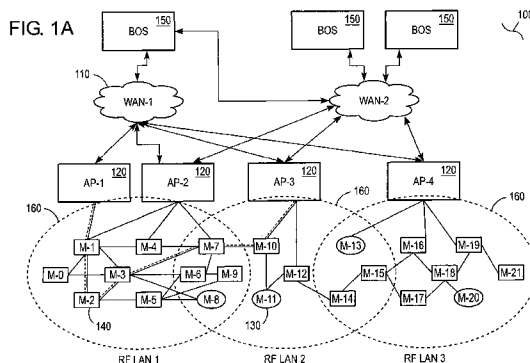 FIG. 1A
150
BOS
150
BOS
150
BOS
100
110
WAN-1
WAN-2
120
AP-1
120
AP-2
120
AP-3
120
AP-4
160
160
160
M-0
M-1
M-2
M-3
M-4
M-5
M-6
M-7
M-8
M-9
M-10
M-11
M-12
M-13
M-14
M-15
M-16
M-17
M-18
M-19
M-20
M-21
140
130
RF LAN 1
RF LAN 2
RF LAN 3